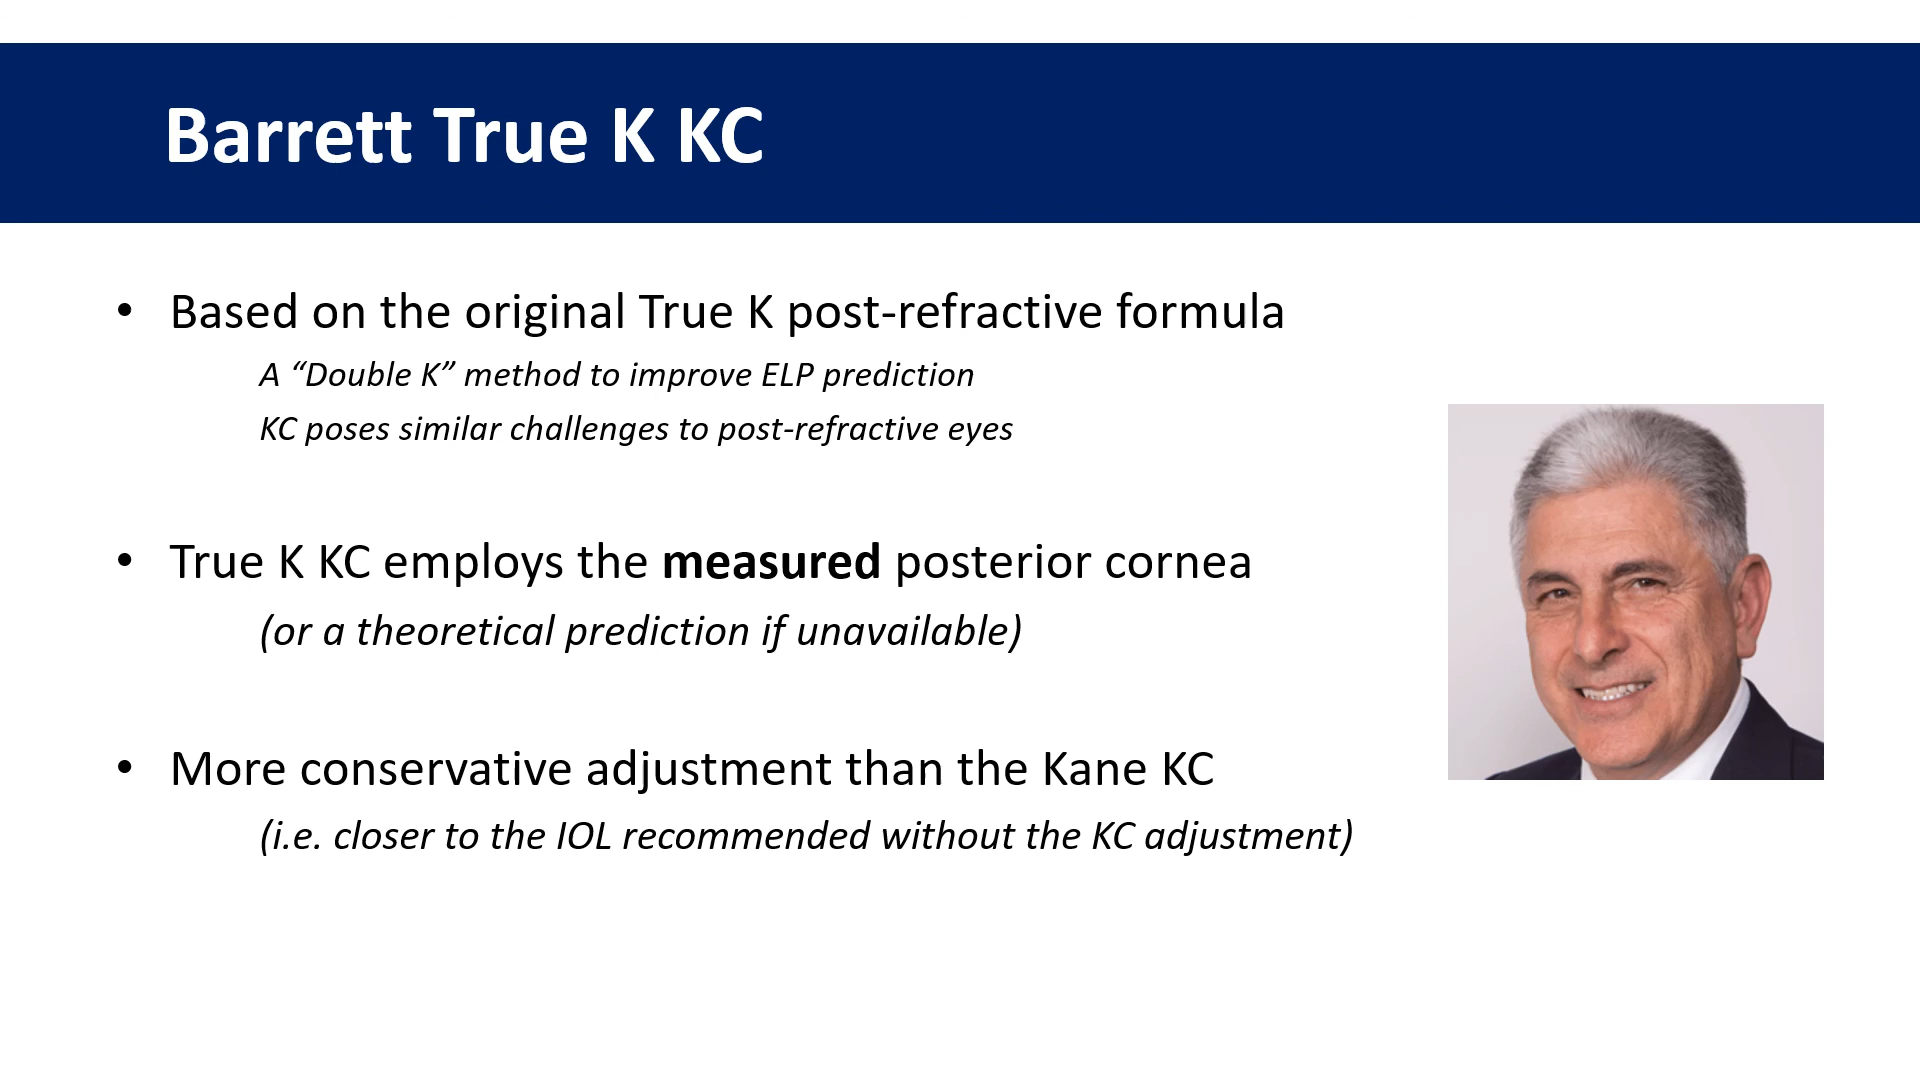 Barrett True K KC
• Based on the original True K post-refractive formula
A “Double K” method to improve ELP prediction
KC poses similar challenges to post-refractive eyes
• True K KC employs the measured posterior cornea
(or a theoretical prediction if unavailable)
• More conservative adjustment than the Kane KC
(i.e. closer to the IOL recommended without the KC adjustment)